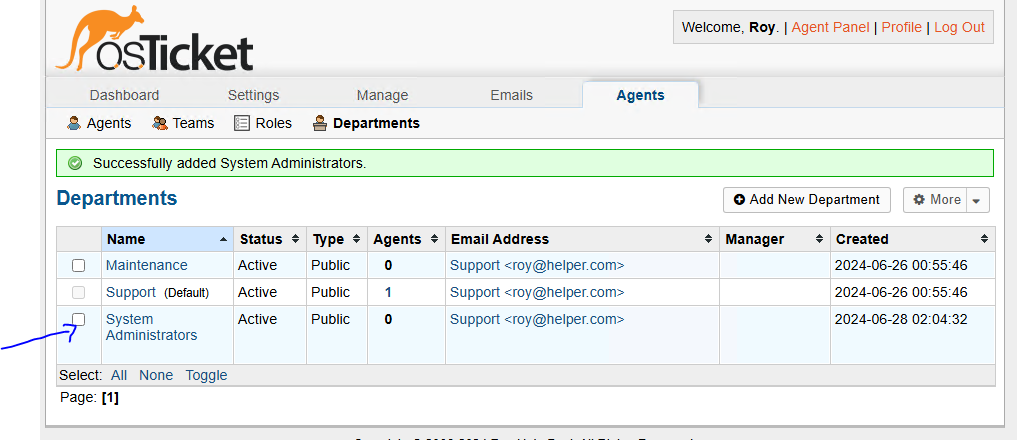 osTicket
Welcome, Roy. | Agent Panel | Profile | Log Out
Dashboard Settings Manage Emails Agents
Agents Teams Roles Departments
Successfully added System Administrators.
Departments
Add New Department More
Name Status Type Agents Email Address Manager Created
Maintenance Active Public 0 Support <roy@helper.com> 2024-06-26 00:55:46
Support (Default) Active Public 1 Support <roy@helper.com> 2024-06-26 00:55:46
System Active Public 0 Support <roy@helper.com> 2024-06-28 02:04:32
Administrators
Select: All None Toggle
Page: [1]